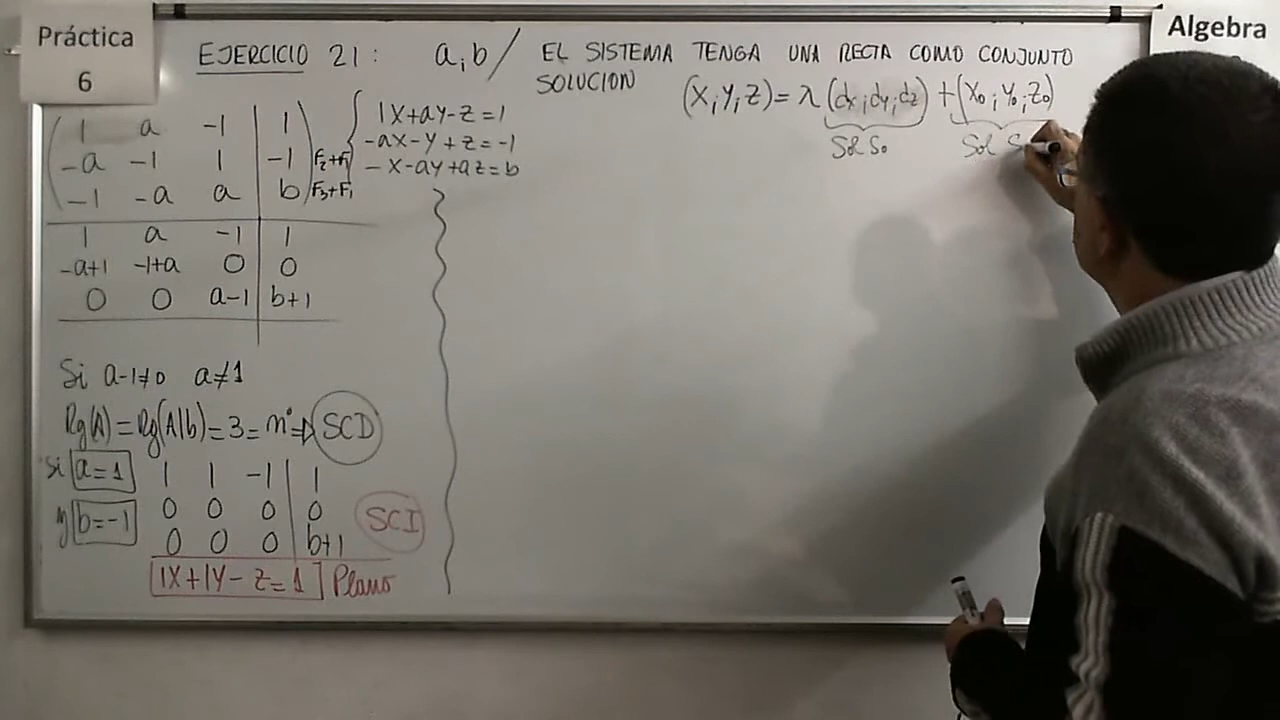 Práctica
6
Algebra
EJERCICIO 21: a,b / EL SISTEMA TENGA UNA RECTA COMO CONJUNTO
SOLUCION (x,y,z)=λ(dx;dy;dz)+(x₀;y₀;z₀)
Sol S₀ Sol S
1x+ay-z=1
-ax-y+z=-1
-x-ay+az=b
1 a -1 | 1
-a -1 1 | -1 F₂+F₁
-1 -a a | b F₃+F₁
1 a -1 | 1
-a+1 -1+a 0 | 0
0 0 a-1 | b+1
Si a-1≠0 a≠1
Rg(A)=Rg(A|b)=3=n°⇒ SCD
Si a=1 1 1 -1 | 1
y b=-1 0 0 0 | 0 SCI
0 0 0 | b+1
1x+1y-z=1 Plano